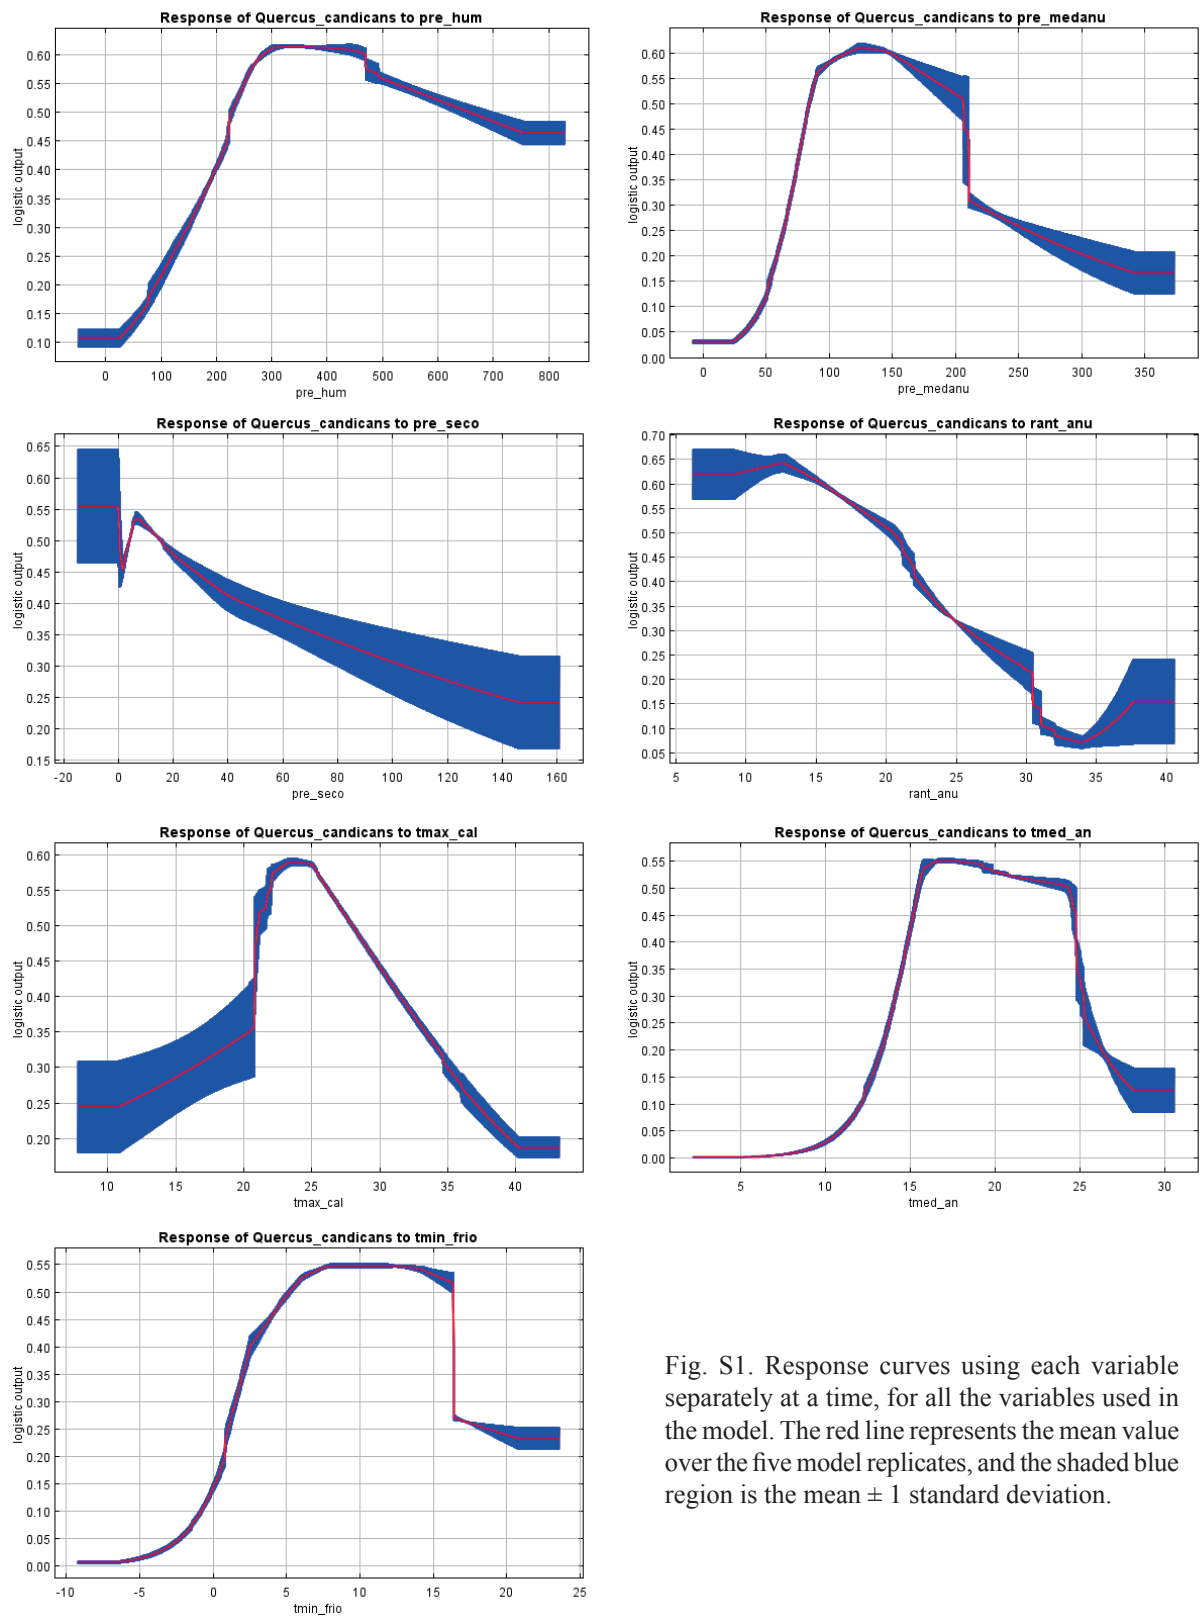 Response of Quercus_candicans to pre_hum
0.60
0.55
0.50
0.45
0.40
0.35
0.30
0.25
0.20
0.15
0.10
logistic output
0 100 200 300 400 500 600 700 800
pre_hum
Response of Quercus_candicans to pre_medanu
0.60
0.55
0.50
0.45
0.40
0.35
0.30
0.25
0.20
0.15
0.10
0.05
0.00
logistic output
0 50 100 150 200 250 300 350
pre_medanu
Response of Quercus_candicans to pre_seco
0.65
0.60
0.55
0.50
0.45
0.40
0.35
0.30
0.25
0.20
0.15
logistic output
-20 0 20 40 60 80 100 120 140 160
pre_seco
Response of Quercus_candicans to rant_anu
0.70
0.65
0.60
0.55
0.50
0.45
0.40
0.35
0.30
0.25
0.20
0.15
0.10
0.05
logistic output
5 10 15 20 25 30 35 40
rant_anu
Response of Quercus_candicans to tmax_cal
0.60
0.55
0.50
0.45
0.40
0.35
0.30
0.25
0.20
logistic output
10 15 20 25 30 35 40
tmax_cal
Response of Quercus_candicans to tmed_an
0.55
0.50
0.45
0.40
0.35
0.30
0.25
0.20
0.15
0.10
0.05
0.00
logistic output
5 10 15 20 25 30
tmed_an
Response of Quercus_candicans to tmin_frio
0.55
0.50
0.45
0.40
0.35
0.30
0.25
0.20
0.15
0.10
0.05
0.00
logistic output
-10 -5 0 5 10 15 20 25
tmin_frio
Fig. S1. Response curves using each variable
separately at a time, for all the variables used in
the model. The red line represents the mean value
over the five model replicates, and the shaded blue
region is the mean ± 1 standard deviation.